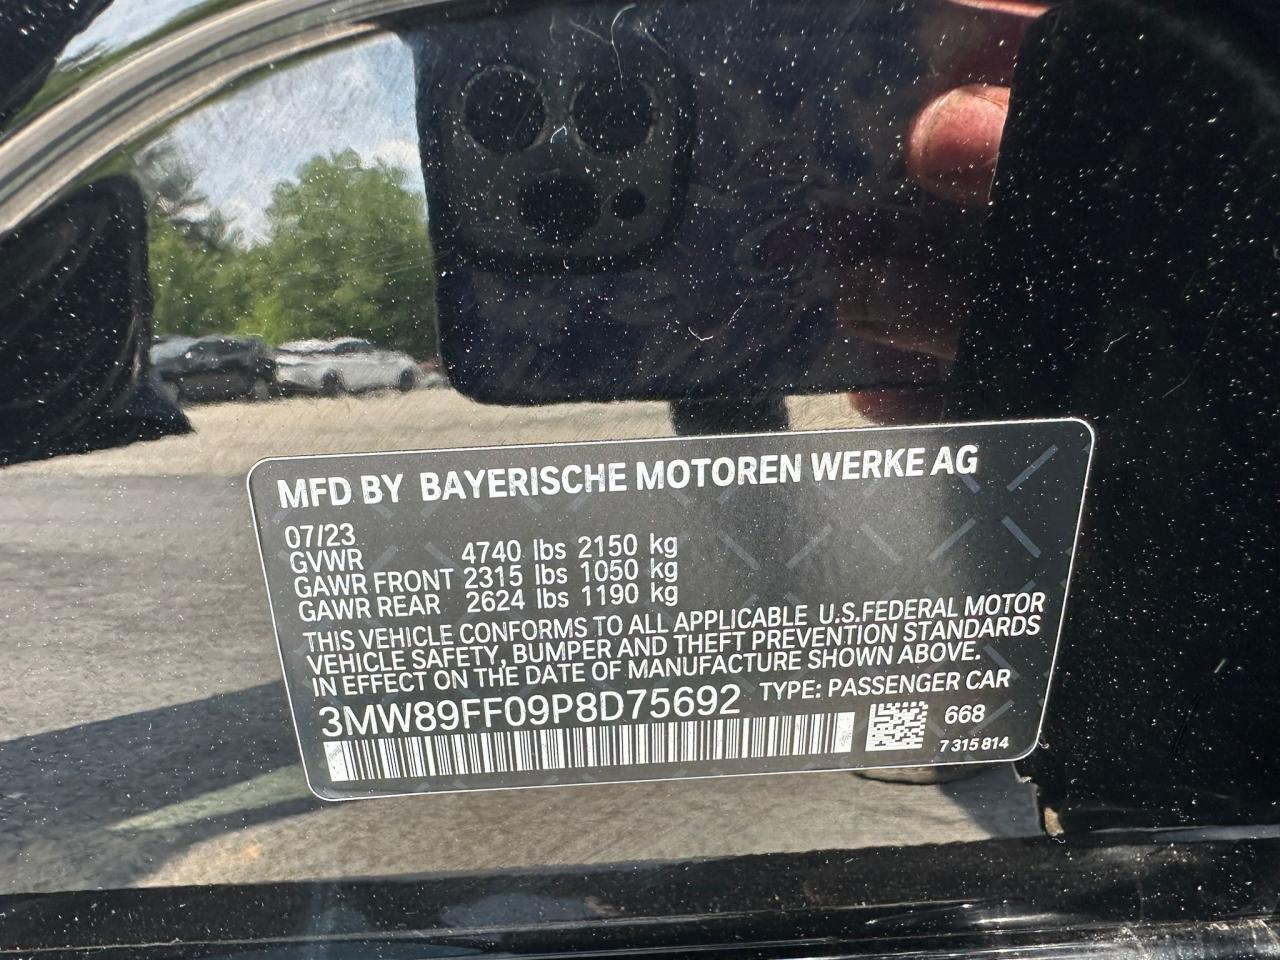 MFD BY BAYERISCHE MOTOREN WERKE AG
07/23
GVWR 4740 lbs 2150 kg
GAWR FRONT 2315 lbs 1050 kg
GAWR REAR 2624 lbs 1190 kg
THIS VEHICLE CONFORMS TO ALL APPLICABLE U.S.FEDERAL MOTOR
VEHICLE SAFETY, BUMPER AND THEFT PREVENTION STANDARDS
IN EFFECT ON THE DATE OF MANUFACTURE SHOWN ABOVE.
3MW89FF09P8D75692 TYPE: PASSENGER CAR
668
7 315 814